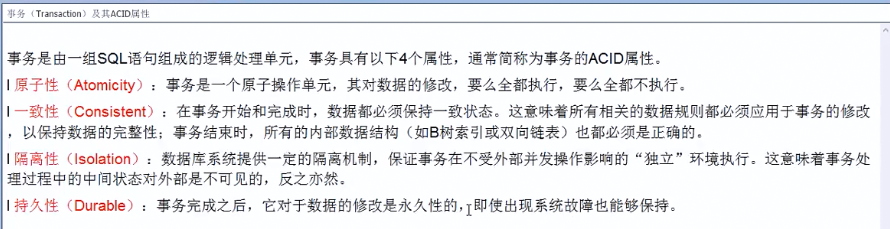 事务（Transaction）及其ACID属性
事务是由一组SQL语句组成的逻辑处理单元，事务具有以下4个属性，通常简称为事务的ACID属性。
l 原子性（Atomicity）：事务是一个原子操作单元，其对数据的修改，要么全都执行，要么全都不执行。
l 一致性（Consistent）：在事务开始和完成时，数据都必须保持一致状态。这意味着所有相关的数据规则都必须应用于事务的修改
，以保持数据的完整性；事务结束时，所有的内部数据结构（如B树索引或双向链表）也都必须是正确的。
l 隔离性（Isolation）：数据库系统提供一定的隔离机制，保证事务在不受外部并发操作影响的“独立”环境执行。这意味着事务处
理过程中的中间状态对外部是不可见的，反之亦然。
l 持久性（Durable）：事务完成之后，它对于数据的修改是永久性的，即使出现系统故障也能够保持。